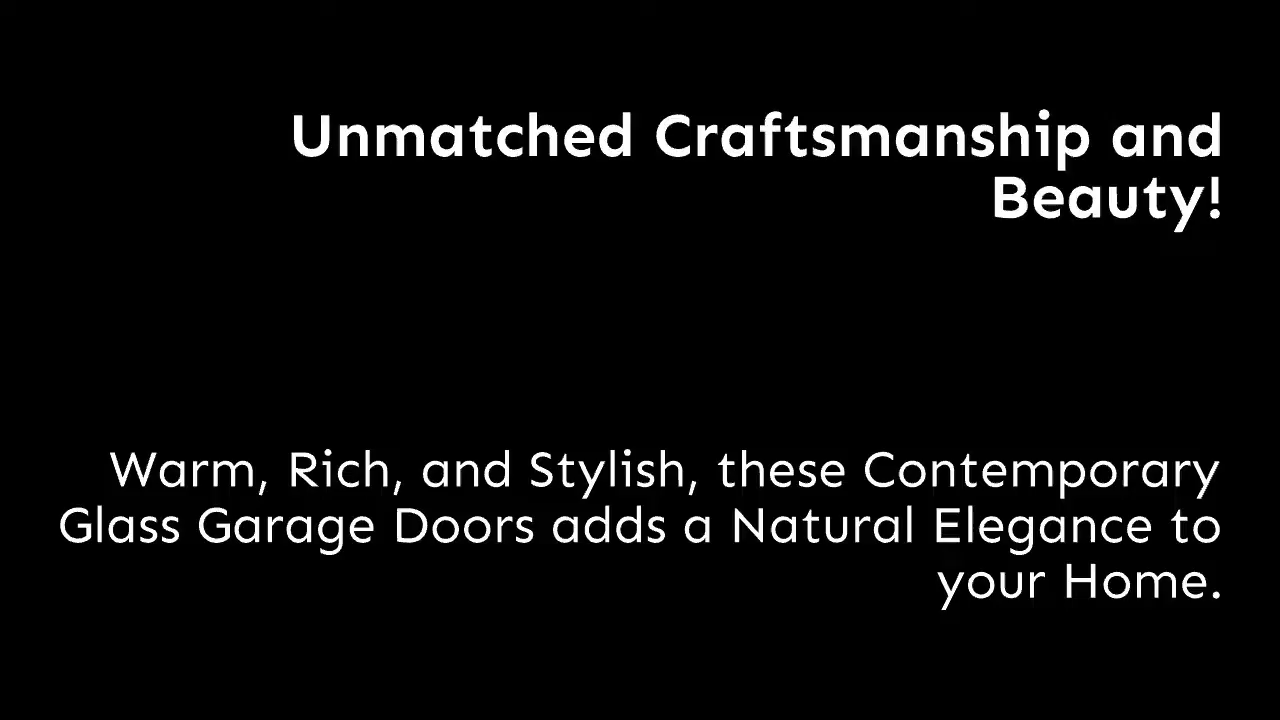 Unmatched Craftsmanship and
Beauty!
Warm, Rich, and Stylish, these Contemporary
Glass Garage Doors adds a Natural Elegance to
your Home.